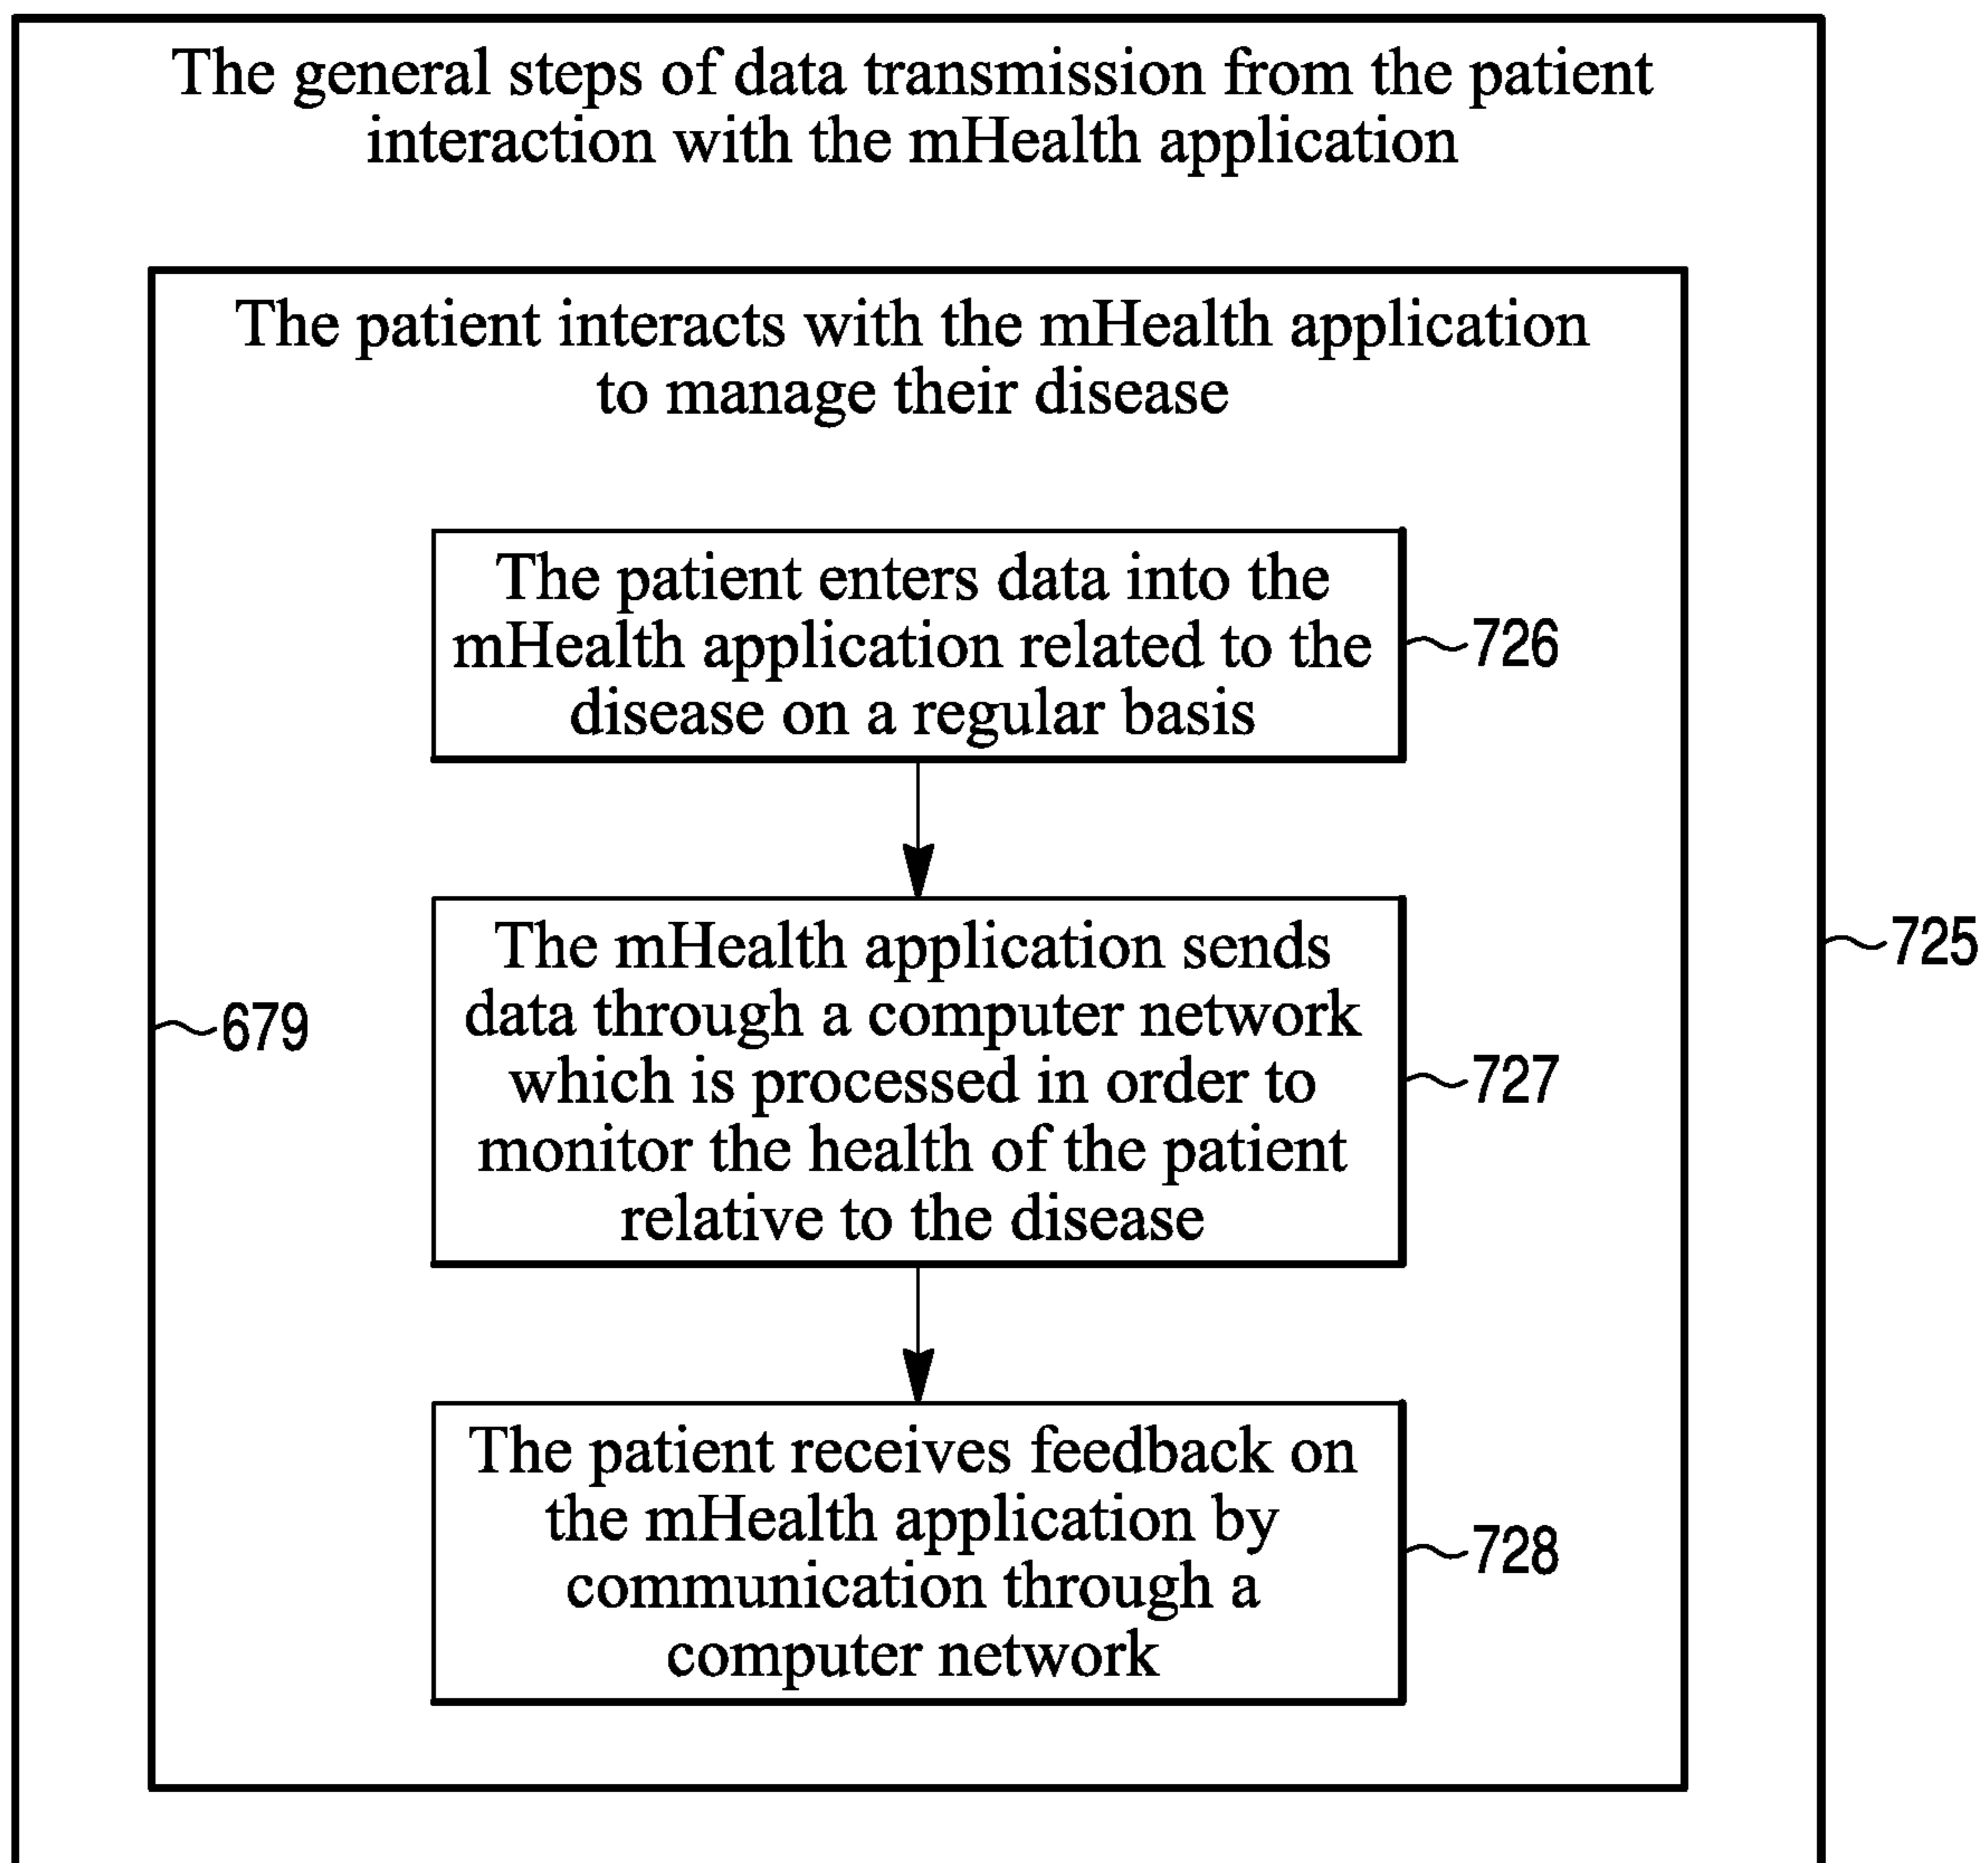 The general steps of data transmission from the patient
interaction with the mHealth application
The patient interacts with the mHealth application
to manage their disease
The patient enters data into the
mHealth application related to the
disease on a regular basis
726
The mHealth application sends
data through a computer network
which is processed in order to
monitor the health of the patient
relative to the disease
727
725
679
The patient receives feedback on
the mHealth application by
communication through a
computer network
728